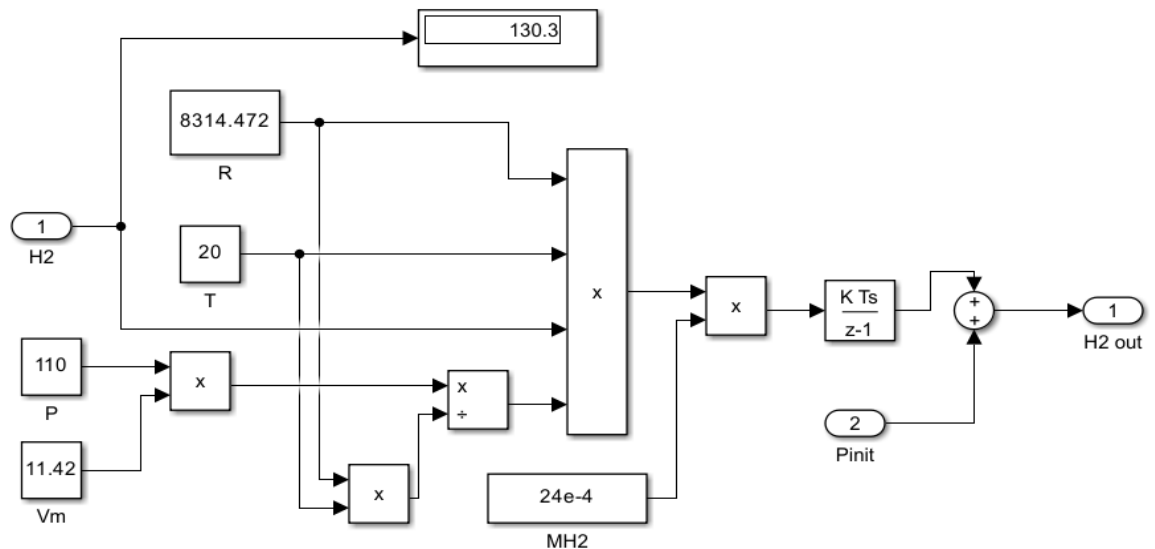 130.3
8314.472
R
1
H2
20
T
x
x
K Ts
z-1
+
+
1
H2 out
110
P
x
x
÷
11.42
Vm
x
24e-4
MH2
2
Pinit